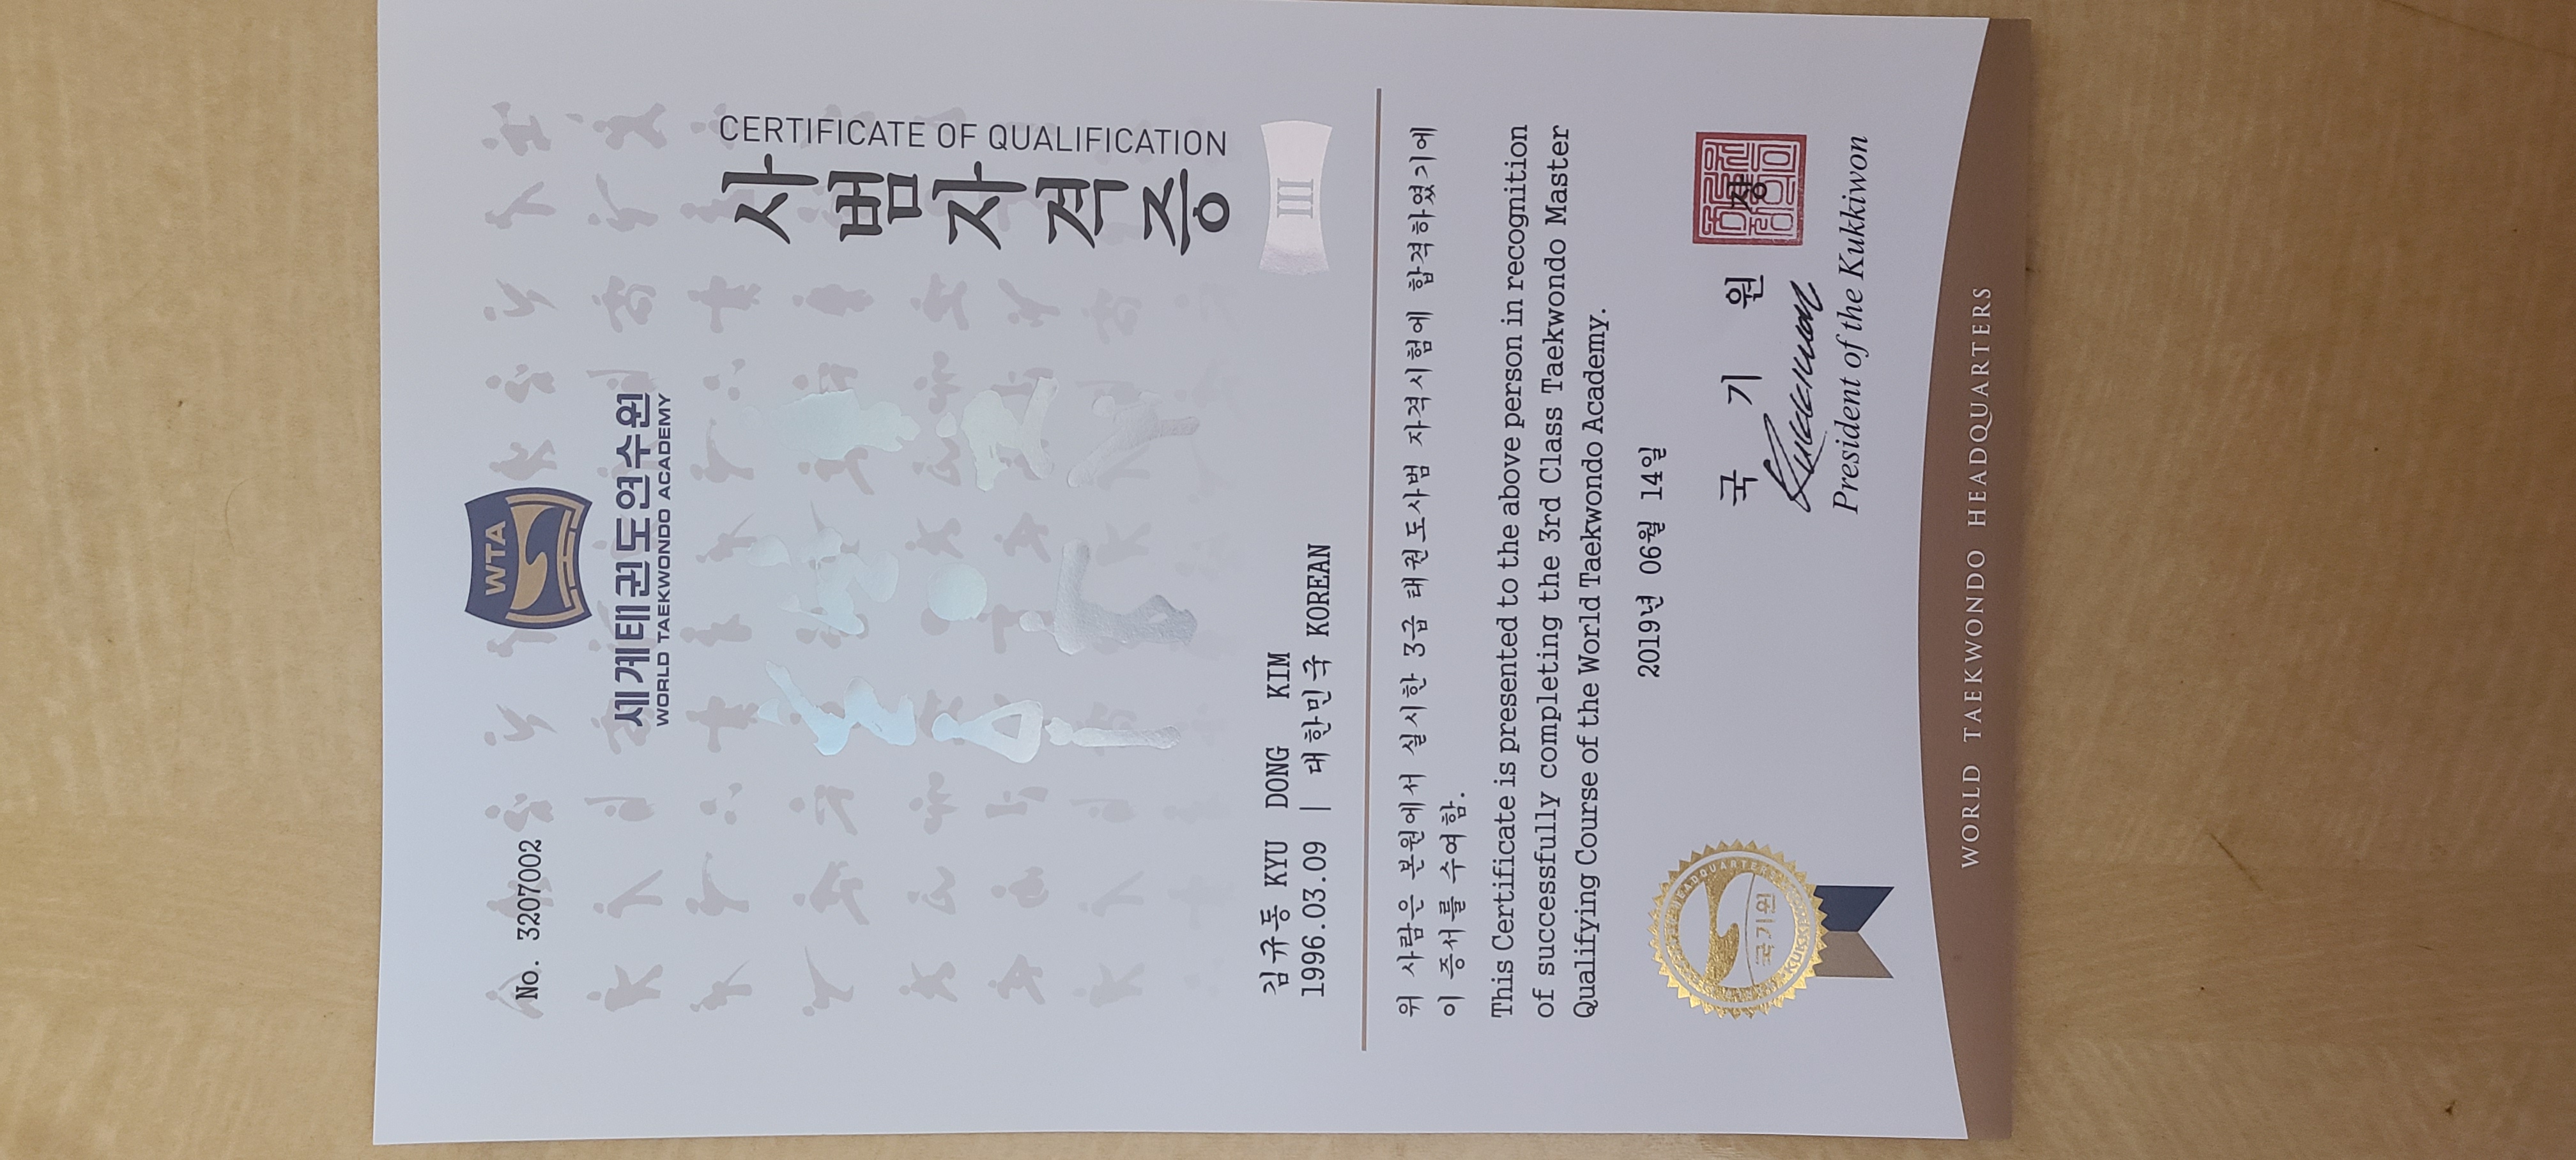 No. 3207002
WTA
세계태권도연수원
WORLD TAEKWONDO ACADEMY
CERTIFICATE OF QUALIFICATION
사범자격증
III
김규동 KYU DONG KIM
1996.03.09 | 대한민국 KOREAN
위 사람은 본원에서 실시한 3급 태권도사범 자격시험에 합격하였기에
이 증서를 수여함.
This Certificate is presented to the above person in recognition
of successfully completing the 3rd Class Taekwondo Master
Qualifying Course of the World Taekwondo Academy.
2019년 06월 14일
국 기 원 장
President of the Kukkiwon
국기원
WORLD TAEKWONDO HEADQUARTERS